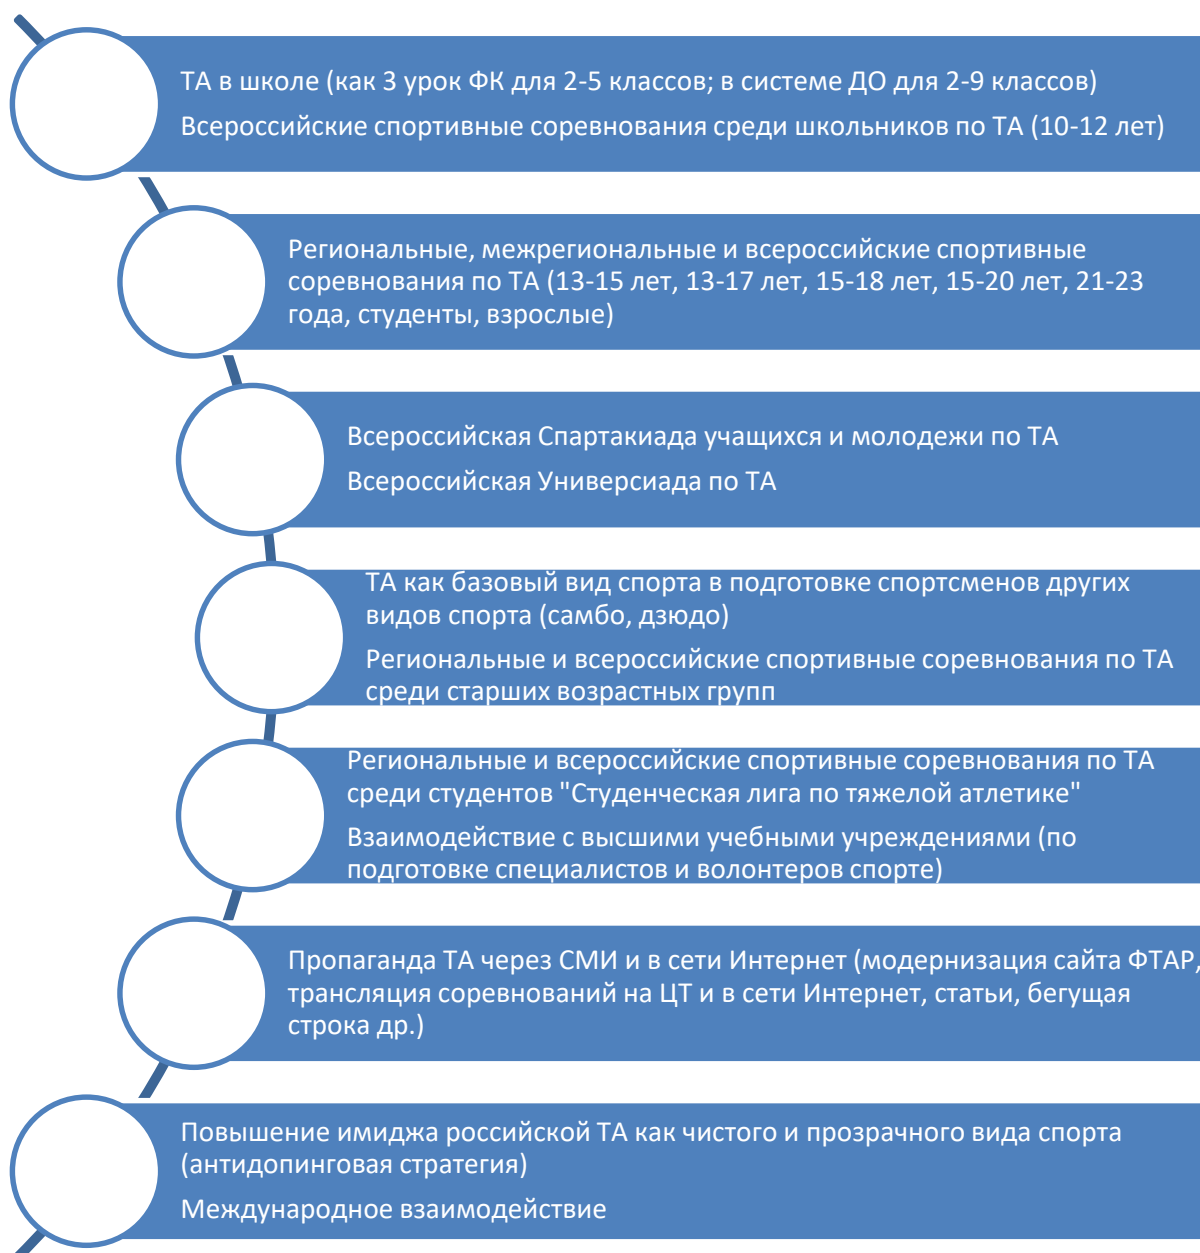 ТА в школе (как 3 урок ФК для 2-5 классов; в системе ДО для 2-9 классов)
Всероссийские спортивные соревнования среди школьников по ТА (10-12 лет)
Региональные, межрегиональные и всероссийские спортивные
соревнования по ТА (13-15 лет, 13-17 лет, 15-18 лет, 15-20 лет, 21-23
года, студенты, взрослые)
Всероссийская Спартакиада учащихся и молодежи по ТА
Всероссийская Универсиада по ТА
ТА как базовый вид спорта в подготовке спортсменов других
видов спорта (самбо, дзюдо)
Региональные и всероссийские спортивные соревнования по ТА
среди старших возрастных групп
Региональные и всероссийские спортивные соревнования по ТА
среди студентов "Студенческая лига по тяжелой атлетике"
Взаимодействие с высшими учебными учреждениями (по
подготовке специалистов и волонтеров спорте)
Пропаганда ТА через СМИ и в сети Интернет (модернизация сайта ФТАР,
трансляция соревнований на ЦТ и в сети Интернет, статьи, бегущая
строка др.)
Повышение имиджа российской ТА как чистого и прозрачного вида спорта
(антидопинговая стратегия)
Международное взаимодействие